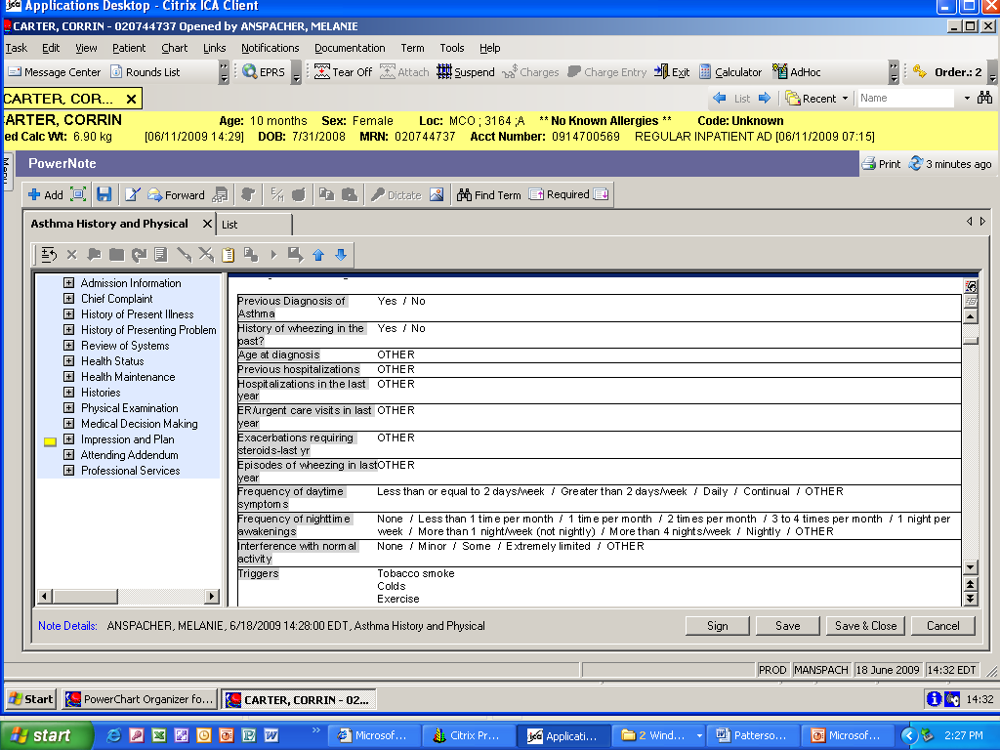 Applications Desktop - Citrix ICA Client
CARTER, CORRIN - 020744737 Opened by ANSPACHER, MELANIE
Task Edit View Patient Chart Links Notifications Documentation Term Tools Help
Message Center Rounds List EPRS Tear Off Attach Suspend Charges Charge Entry Exit Calculator AdHoc Order.: 2
CARTER, COR... List Recent Name
CARTER, CORRIN Age: 10 months Sex: Female Loc: MCO ; 3164 ;A ** No Known Allergies ** Code: Unknown
ed Calc Wt: 6.90 kg [06/11/2009 14:29] DOB: 7/31/2008 MRN: 020744737 Acct Number: 0914700569 REGULAR INPATIENT AD [06/11/2009 07:15]
Menu
PowerNote Print 3 minutes ago
Add Forward Dictate Find Term Required
Asthma History and Physical List
Admission Information
Chief Complaint
History of Present Illness
History of Presenting Problem
Review of Systems
Health Status
Health Maintenance
Histories
Physical Examination
Medical Decision Making
Impression and Plan
Attending Addendum
Professional Services
Previous Diagnosis of Yes / No
Asthma
History of wheezing in the Yes / No
past?
Age at diagnosis OTHER
Previous hospitalizations OTHER
Hospitalizations in the last OTHER
year
ER/urgent care visits in last OTHER
year
Exacerbations requiring OTHER
steroids-last yr
Episodes of wheezing in last OTHER
year
Frequency of daytime Less than or equal to 2 days/week / Greater than 2 days/week / Daily / Continual / OTHER
symptoms
Frequency of nighttime None / Less than 1 time per month / 1 time per month / 2 times per month / 3 to 4 times per month / 1 night per
awakenings week / More than 1 night/week (not nightly) / More than 4 nights/week / Nightly / OTHER
Interference with normal None / Minor / Some / Extremely limited / OTHER
activity
Triggers Tobacco smoke
Colds
Exercise
Note Details: ANSPACHER, MELANIE, 6/18/2009 14:28:00 EDT, Asthma History and Physical Sign Save Save & Close Cancel
PROD MANSPACH 18 June 2009 14:32 EDT
Start PowerChart Organizer fo... CARTER, CORRIN - 02... 14:32
start Microsof... Citrix Pr... Applicati... 2 Wind... Patterso... Microsof... 2:27 PM